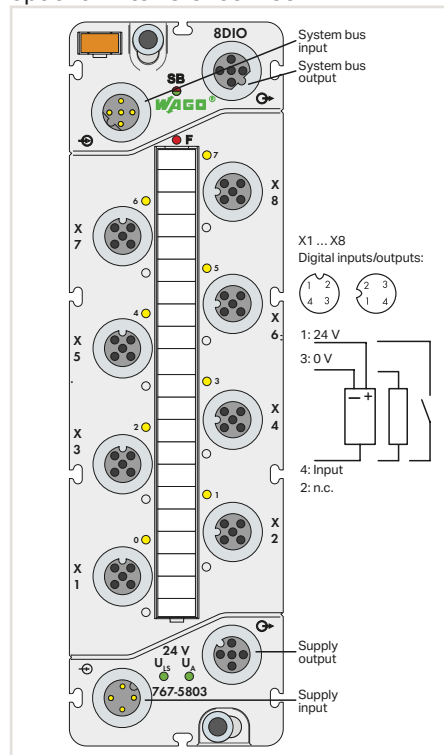 8DIO
System bus
input
System bus
output
SB
WAGO®
F
7
X
8
6
X
7
5
X
6:
4
X
5
3
X
4
2
X
3
1
X
2
0
X
1
X1 ... X8
Digital inputs/outputs:
1 2
4 3
2 3
1 4
1: 24 V
3: 0 V
− +
4: Input
2: n.c.
24 V
ULS UA
767-5803
Supply
output
Supply
input